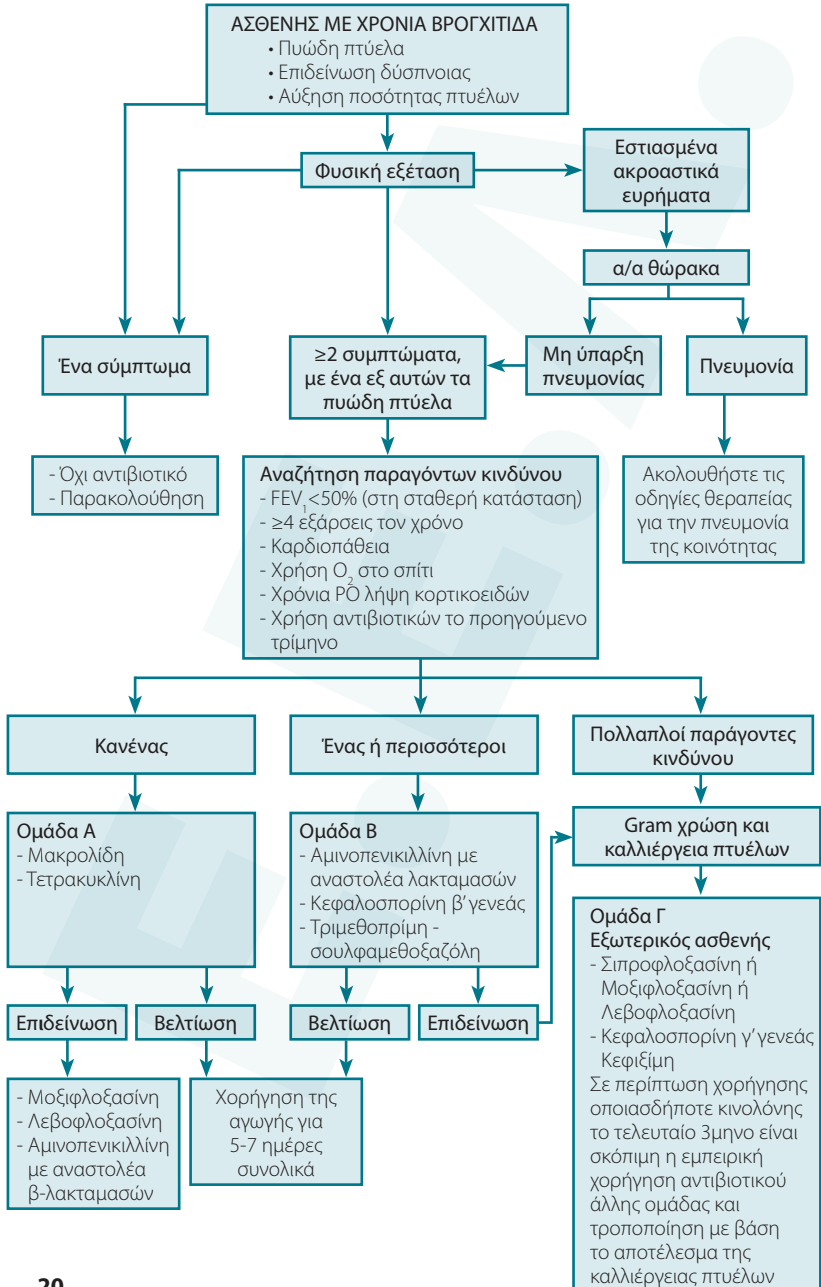 ΑΣΘΕΝΗΣ ΜΕ ΧΡΟΝΙΑ ΒΡΟΓΧΙΤΙΔΑ
• Πυώδη πτύελα
• Επιδείνωση δύσπνοιας
• Αύξηση ποσότητας πτυέλων
Φυσική εξέταση
Εστιασμένα
ακροαστικά
ευρήματα
α/α θώρακα
Ένα σύμπτωμα
≥2 συμπτώματα,
με ένα εξ αυτών τα
πυώδη πτύελα
Μη ύπαρξη
πνευμονίας
Πνευμονία
- Όχι αντιβιοτικό
- Παρακολούθηση
Αναζήτηση παραγόντων κινδύνου
- FEV₁<50% (στη σταθερή κατάσταση)
- ≥4 εξάρσεις τον χρόνο
- Καρδιοπάθεια
- Χρήση O₂ στο σπίτι
- Χρόνια PO λήψη κορτικοειδών
- Χρήση αντιβιοτικών το προηγούμενο
τρίμηνο
Ακολουθήστε τις
οδηγίες θεραπείας
για την πνευμονία
της κοινότητας
Κανένας
Ένας ή περισσότεροι
Πολλαπλοί παράγοντες
κινδύνου
Ομάδα Α
- Μακρολίδη
- Τετρακυκλίνη
Ομάδα Β
- Αμινοπενικιλλίνη με
αναστολέα λακταμασών
- Κεφαλοσπορίνη β' γενεάς
- Τριμεθοπρίμη -
σουλφαμεθοξαζόλη
Gram χρώση και
καλλιέργεια πτυέλων
Επιδείνωση
Βελτίωση
Βελτίωση
Επιδείνωση
- Μοξιφλοξασίνη
- Λεβοφλοξασίνη
- Αμινοπενικιλλίνη
με αναστολέα
β-λακταμασών
Χορήγηση της
αγωγής για
5-7 ημέρες
συνολικά
Ομάδα Γ
Εξωτερικός ασθενής
- Σιπροφλοξασίνη ή
Μοξιφλοξασίνη ή
Λεβοφλοξασίνη
- Κεφαλοσπορίνη γ' γενεάς
Κεφιξίμη
Σε περίπτωση χορήγησης
οποιασδήποτε κινολόνης
το τελευταίο 3μηνο είναι
σκόπιμη η εμπειρική
χορήγηση αντιβιοτικού
άλλης ομάδας και
τροποποίηση με βάση
το αποτέλεσμα της
καλλιέργειας πτυέλων